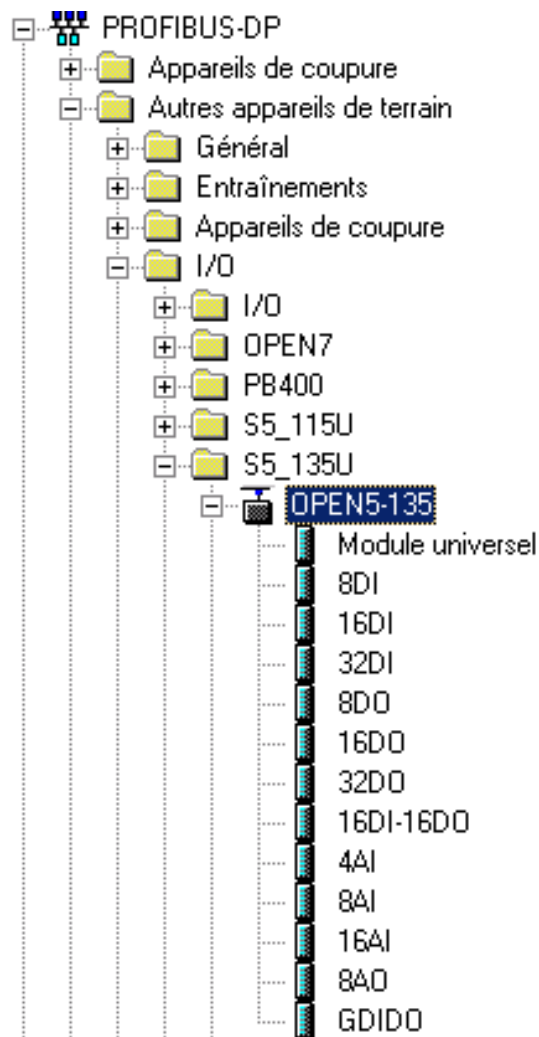 PROFIBUS-DP
Appareils de coupure
Autres appareils de terrain
Général
Entraînements
Appareils de coupure
I/O
I/O
OPEN7
PB400
S5_115U
S5_135U
OPEN5-135
Module universel
8DI
16DI
32DI
8DO
16DO
32DO
16DI-16DO
4AI
8AI
16AI
8AO
GDIDO